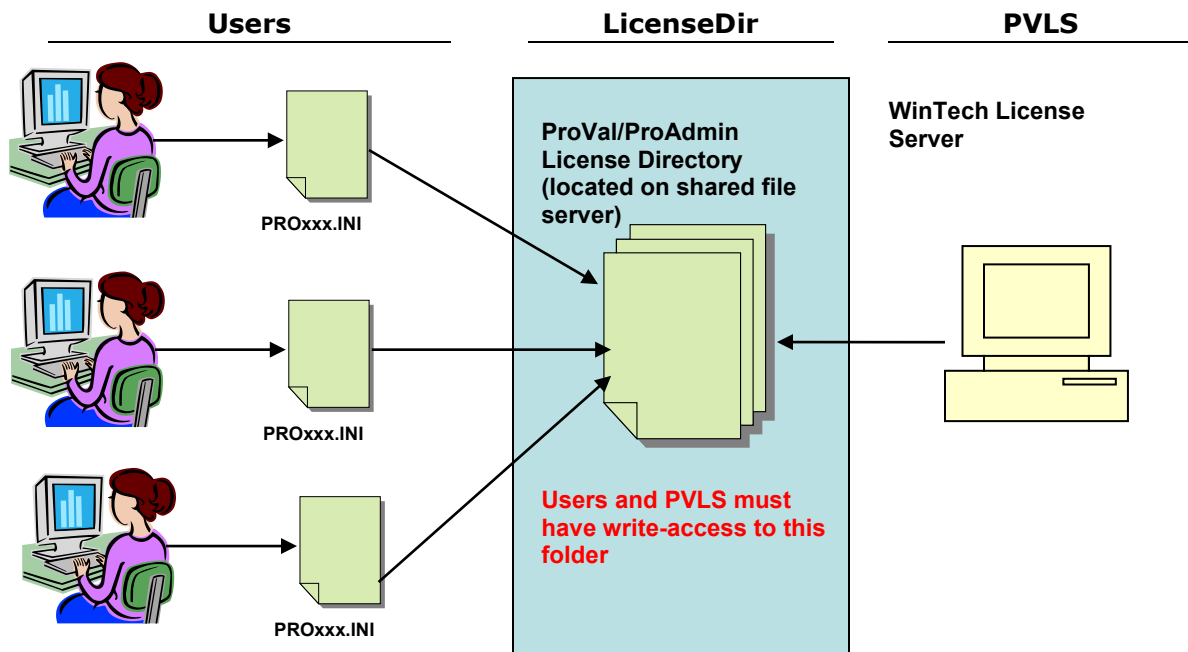 Users
LicenseDir
PVLS
PROxxx.INI
PROxxx.INI
PROxxx.INI
ProVal/ProAdmin
License Directory
(located on shared file
server)
Users and PVLS must
have write-access to this
folder
WinTech License
Server